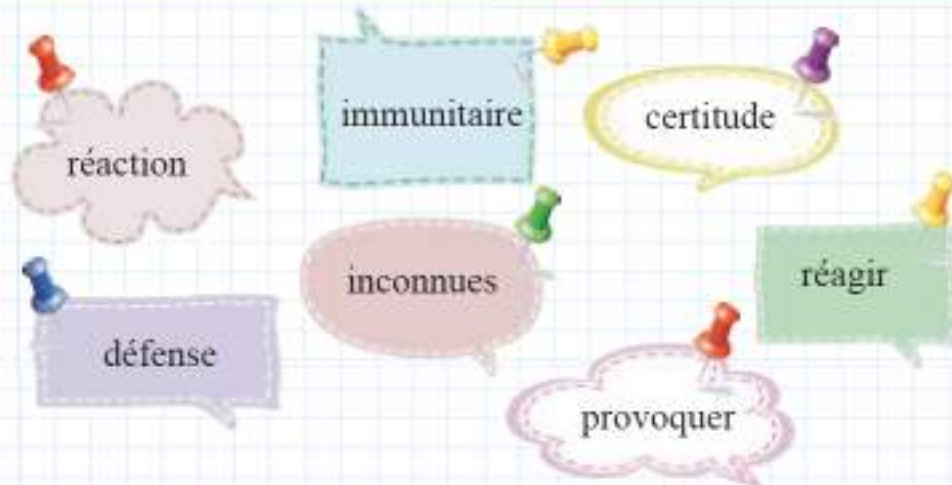 immunitaire
certitude
réaction
inconnues
réagir
défense
provoquer